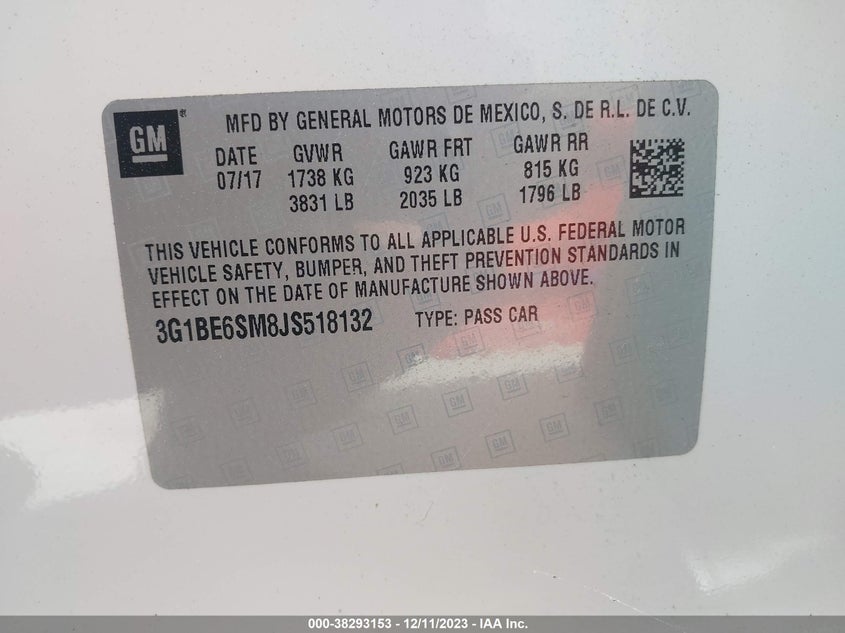 GM
MFD BY GENERAL MOTORS DE MEXICO, S. DE R.L. DE C.V.
DATE GVWR GAWR FRT GAWR RR
07/17 1738 KG 923 KG 815 KG
3831 LB 2035 LB 1796 LB
THIS VEHICLE CONFORMS TO ALL APPLICABLE U.S. FEDERAL MOTOR
VEHICLE SAFETY, BUMPER, AND THEFT PREVENTION STANDARDS IN
EFFECT ON THE DATE OF MANUFACTURE SHOWN ABOVE.
3G1BE6SM8JS518132 TYPE: PASS CAR
000-38293153 - 12/11/2023 - IAA Inc.